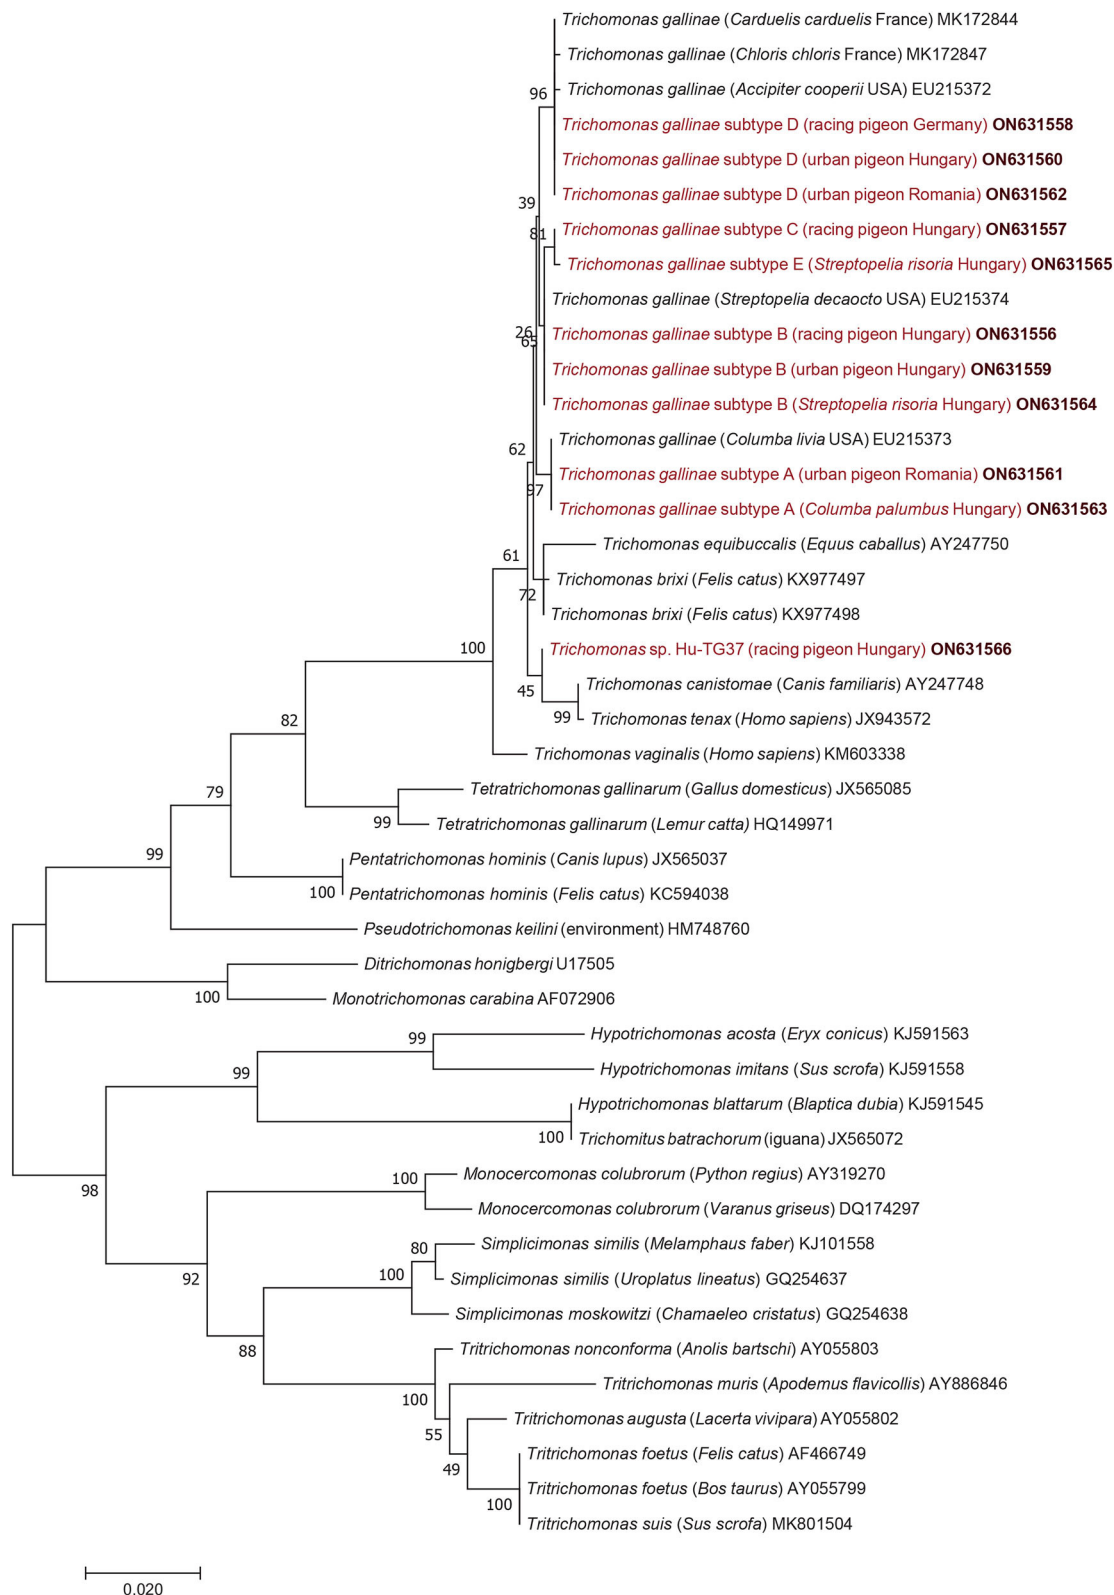 Trichomonas gallinae (Carduelis carduelis France) MK172844
Trichomonas gallinae (Chloris chloris France) MK172847
Trichomonas gallinae (Accipiter cooperii USA) EU215372
96
Trichomonas gallinae subtype D (racing pigeon Germany) ON631558
Trichomonas gallinae subtype D (urban pigeon Hungary) ON631560
Trichomonas gallinae subtype D (urban pigeon Romania) ON631562
39
Trichomonas gallinae subtype C (racing pigeon Hungary) ON631557
81
Trichomonas gallinae subtype E (Streptopelia risoria Hungary) ON631565
Trichomonas gallinae (Streptopelia decaocto USA) EU215374
26
Trichomonas gallinae subtype B (racing pigeon Hungary) ON631556
65
Trichomonas gallinae subtype B (urban pigeon Hungary) ON631559
Trichomonas gallinae subtype B (Streptopelia risoria Hungary) ON631564
Trichomonas gallinae (Columba livia USA) EU215373
62
Trichomonas gallinae subtype A (urban pigeon Romania) ON631561
97
Trichomonas gallinae subtype A (Columba palumbus Hungary) ON631563
Trichomonas equibuccalis (Equus caballus) AY247750
61
Trichomonas brixi (Felis catus) KX977497
72
Trichomonas brixi (Felis catus) KX977498
100
Trichomonas sp. Hu-TG37 (racing pigeon Hungary) ON631566
Trichomonas canistomae (Canis familiaris) AY247748
45
99
Trichomonas tenax (Homo sapiens) JX943572
82
Trichomonas vaginalis (Homo sapiens) KM603338
Tetratrichomonas gallinarum (Gallus domesticus) JX565085
79
99
Tetratrichomonas gallinarum (Lemur catta) HQ149971
99
Pentatrichomonas hominis (Canis lupus) JX565037
100
Pentatrichomonas hominis (Felis catus) KC594038
Pseudotrichomonas keilini (environment) HM748760
Ditrichomonas honigbergi U17505
100
Monotrichomonas carabina AF072906
99
Hypotrichomonas acosta (Eryx conicus) KJ591563
99
Hypotrichomonas imitans (Sus scrofa) KJ591558
Hypotrichomonas blattarum (Blaptica dubia) KJ591545
100
Trichomitus batrachorum (iguana) JX565072
98
100
Monocercomonas colubrorum (Python regius) AY319270
Monocercomonas colubrorum (Varanus griseus) DQ174297
80
Simplicimonas similis (Melamphaus faber) KJ101558
92
100
Simplicimonas similis (Uroplatus lineatus) GQ254637
Simplicimonas moskowitzi (Chamaeleo cristatus) GQ254638
88
Tritrichomonas nonconforma (Anolis bartschi) AY055803
100
Tritrichomonas muris (Apodemus flavicollis) AY886846
55
Tritrichomonas augusta (Lacerta vivipara) AY055802
49
Tritrichomonas foetus (Felis catus) AF466749
Tritrichomonas foetus (Bos taurus) AY055799
100
Tritrichomonas suis (Sus scrofa) MK801504
0.020